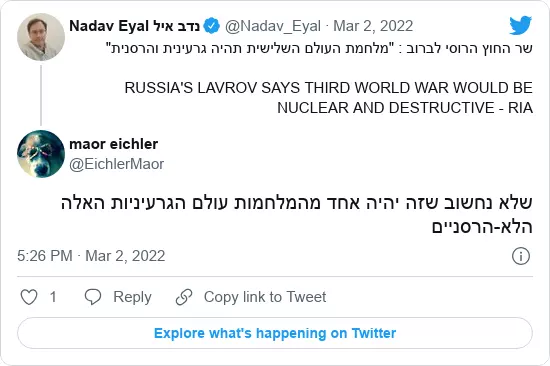 Nadav Eyal נדב איל @Nadav_Eyal · Mar 2, 2022
שר החוץ הרוסי לברוב : "מלחמת העולם השלישית תהיה גרעינית והרסנית"
RUSSIA'S LAVROV SAYS THIRD WORLD WAR WOULD BE
NUCLEAR AND DESTRUCTIVE - RIA
maor eichler
@EichlerMaor
שלא נחשוב שזה יהיה אחד מהמלחמות עולם הגרעיניות האלה
הלא-הרסניים
5:26 PM · Mar 2, 2022
1 Reply Copy link to Tweet
Explore what's happening on Twitter